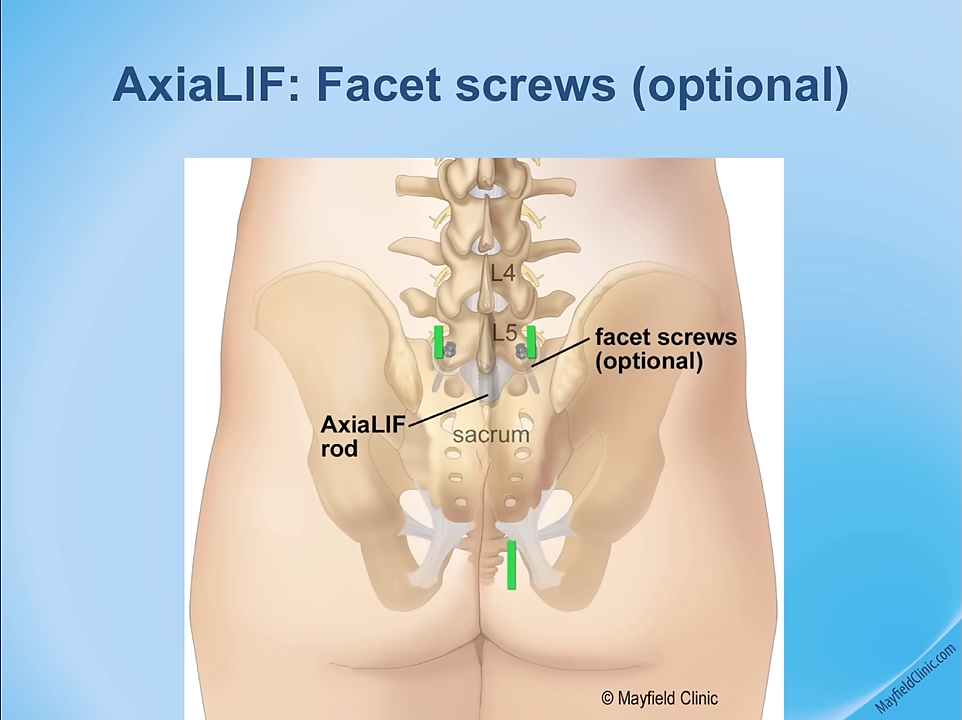 AxiaLIF: Facet screws (optional)
L4
L5
facet screws
(optional)
AxiaLIF
rod
sacrum
© Mayfield Clinic
MayfieldClinic.com